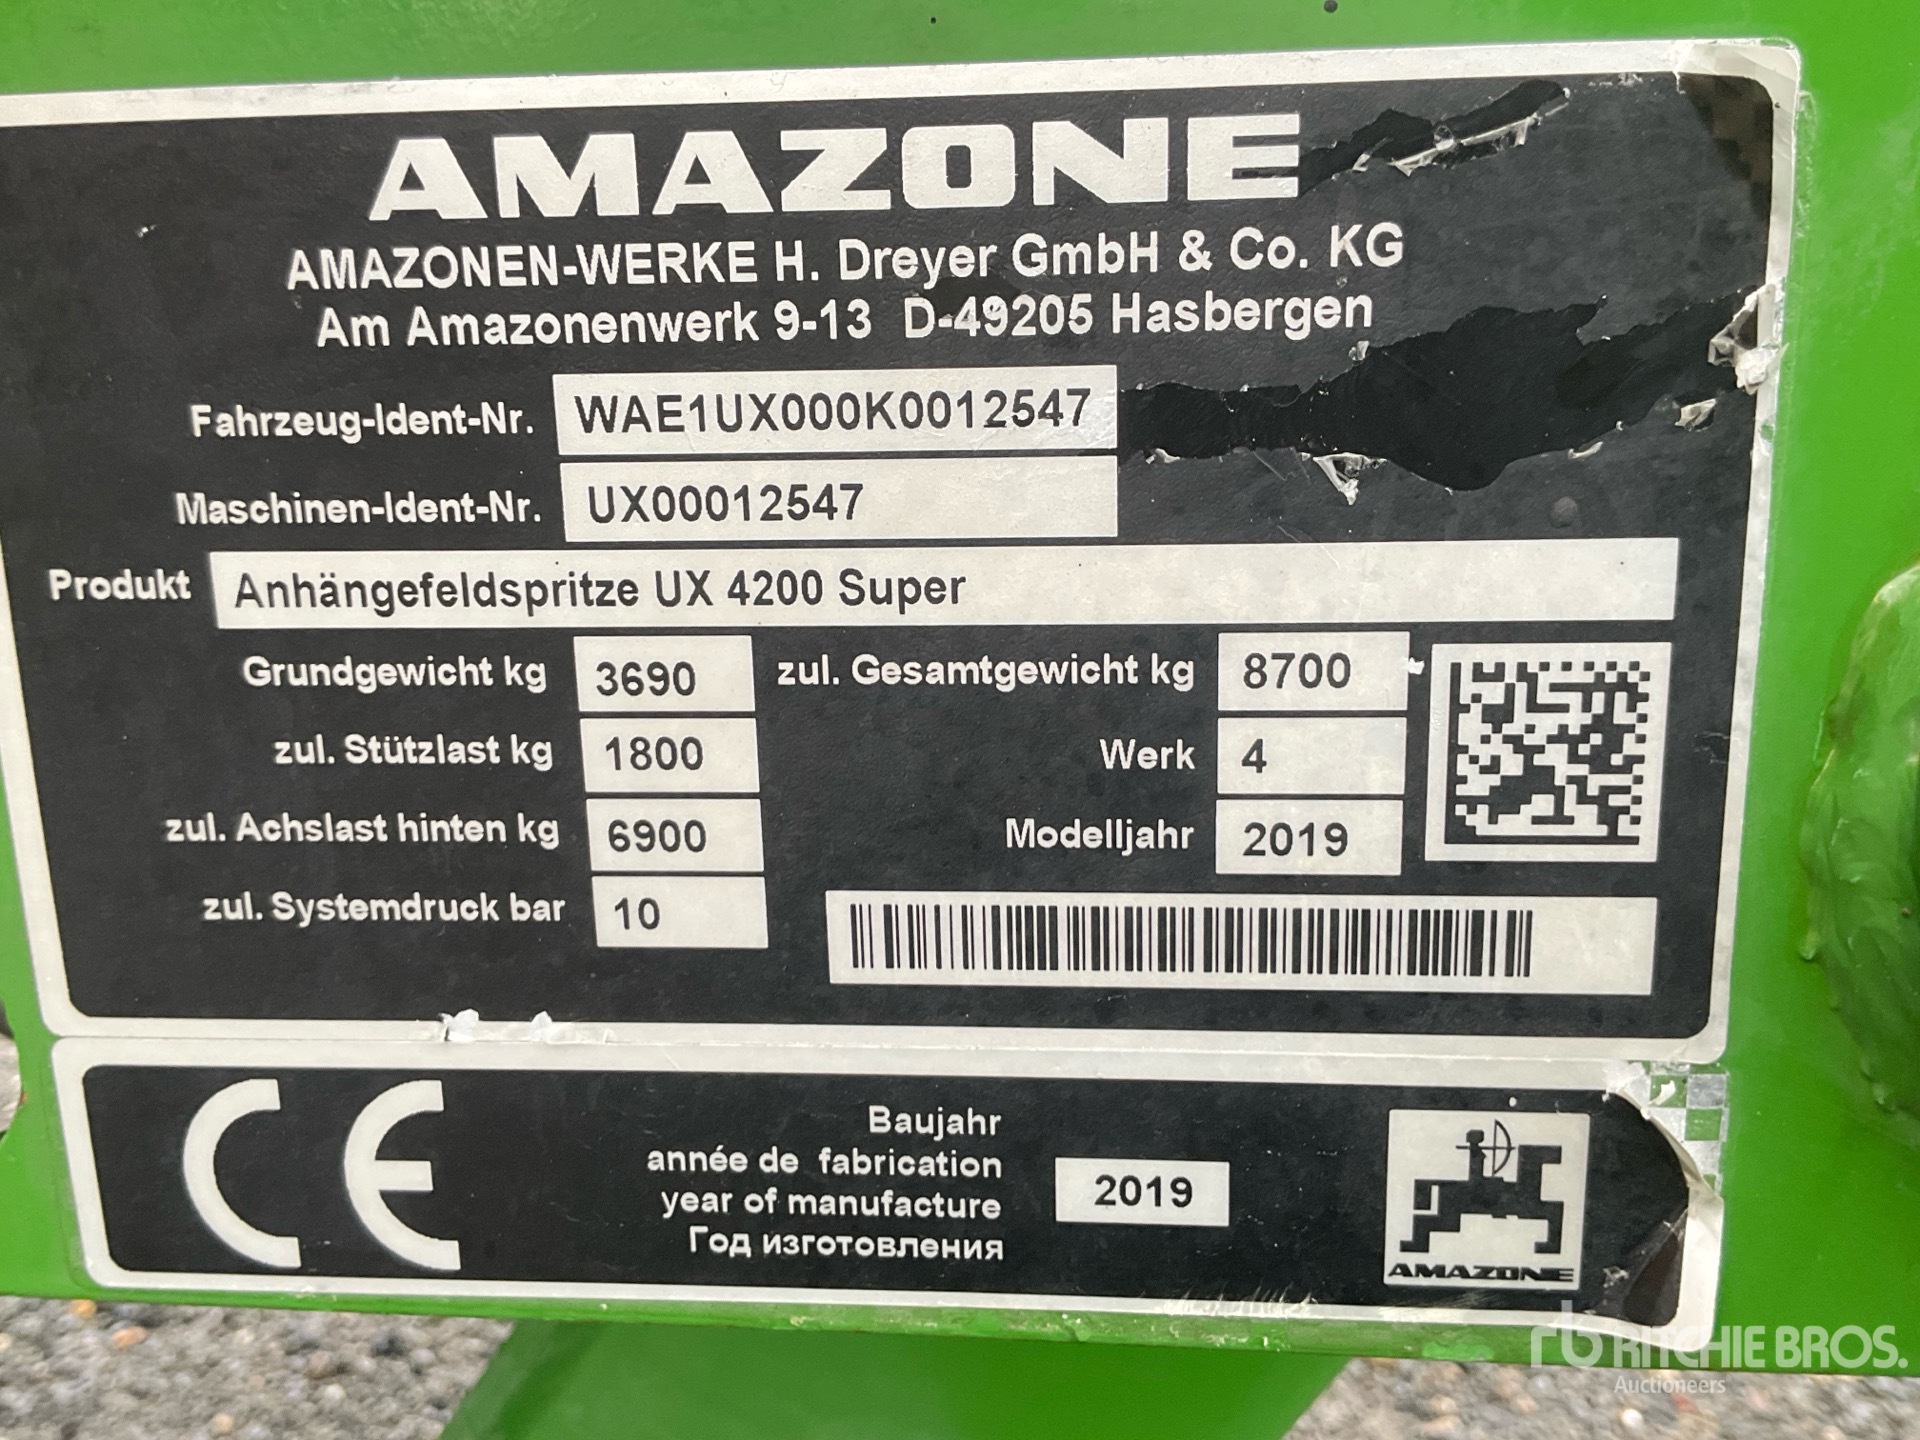 AMAZONE
AMAZONEN-WERKE H. Dreyer GmbH & Co. KG
Am Amazonenwerk 9-13 D-49205 Hasbergen
Fahrzeug-Ident-Nr. WAE1UX000K0012547
Maschinen-Ident-Nr. UX00012547
Produkt Anhängefeldspritze UX 4200 Super
Grundgewicht kg 3690 zul. Gesamtgewicht kg 8700
zul. Stützlast kg 1800 Werk 4
zul. Achslast hinten kg 6900 Modelljahr 2019
zul. Systemdruck bar 10
CE
Baujahr
année de fabrication
year of manufacture
Год изготовления
2019
AMAZONE
rb RITCHIE BROS.
Auctioneers